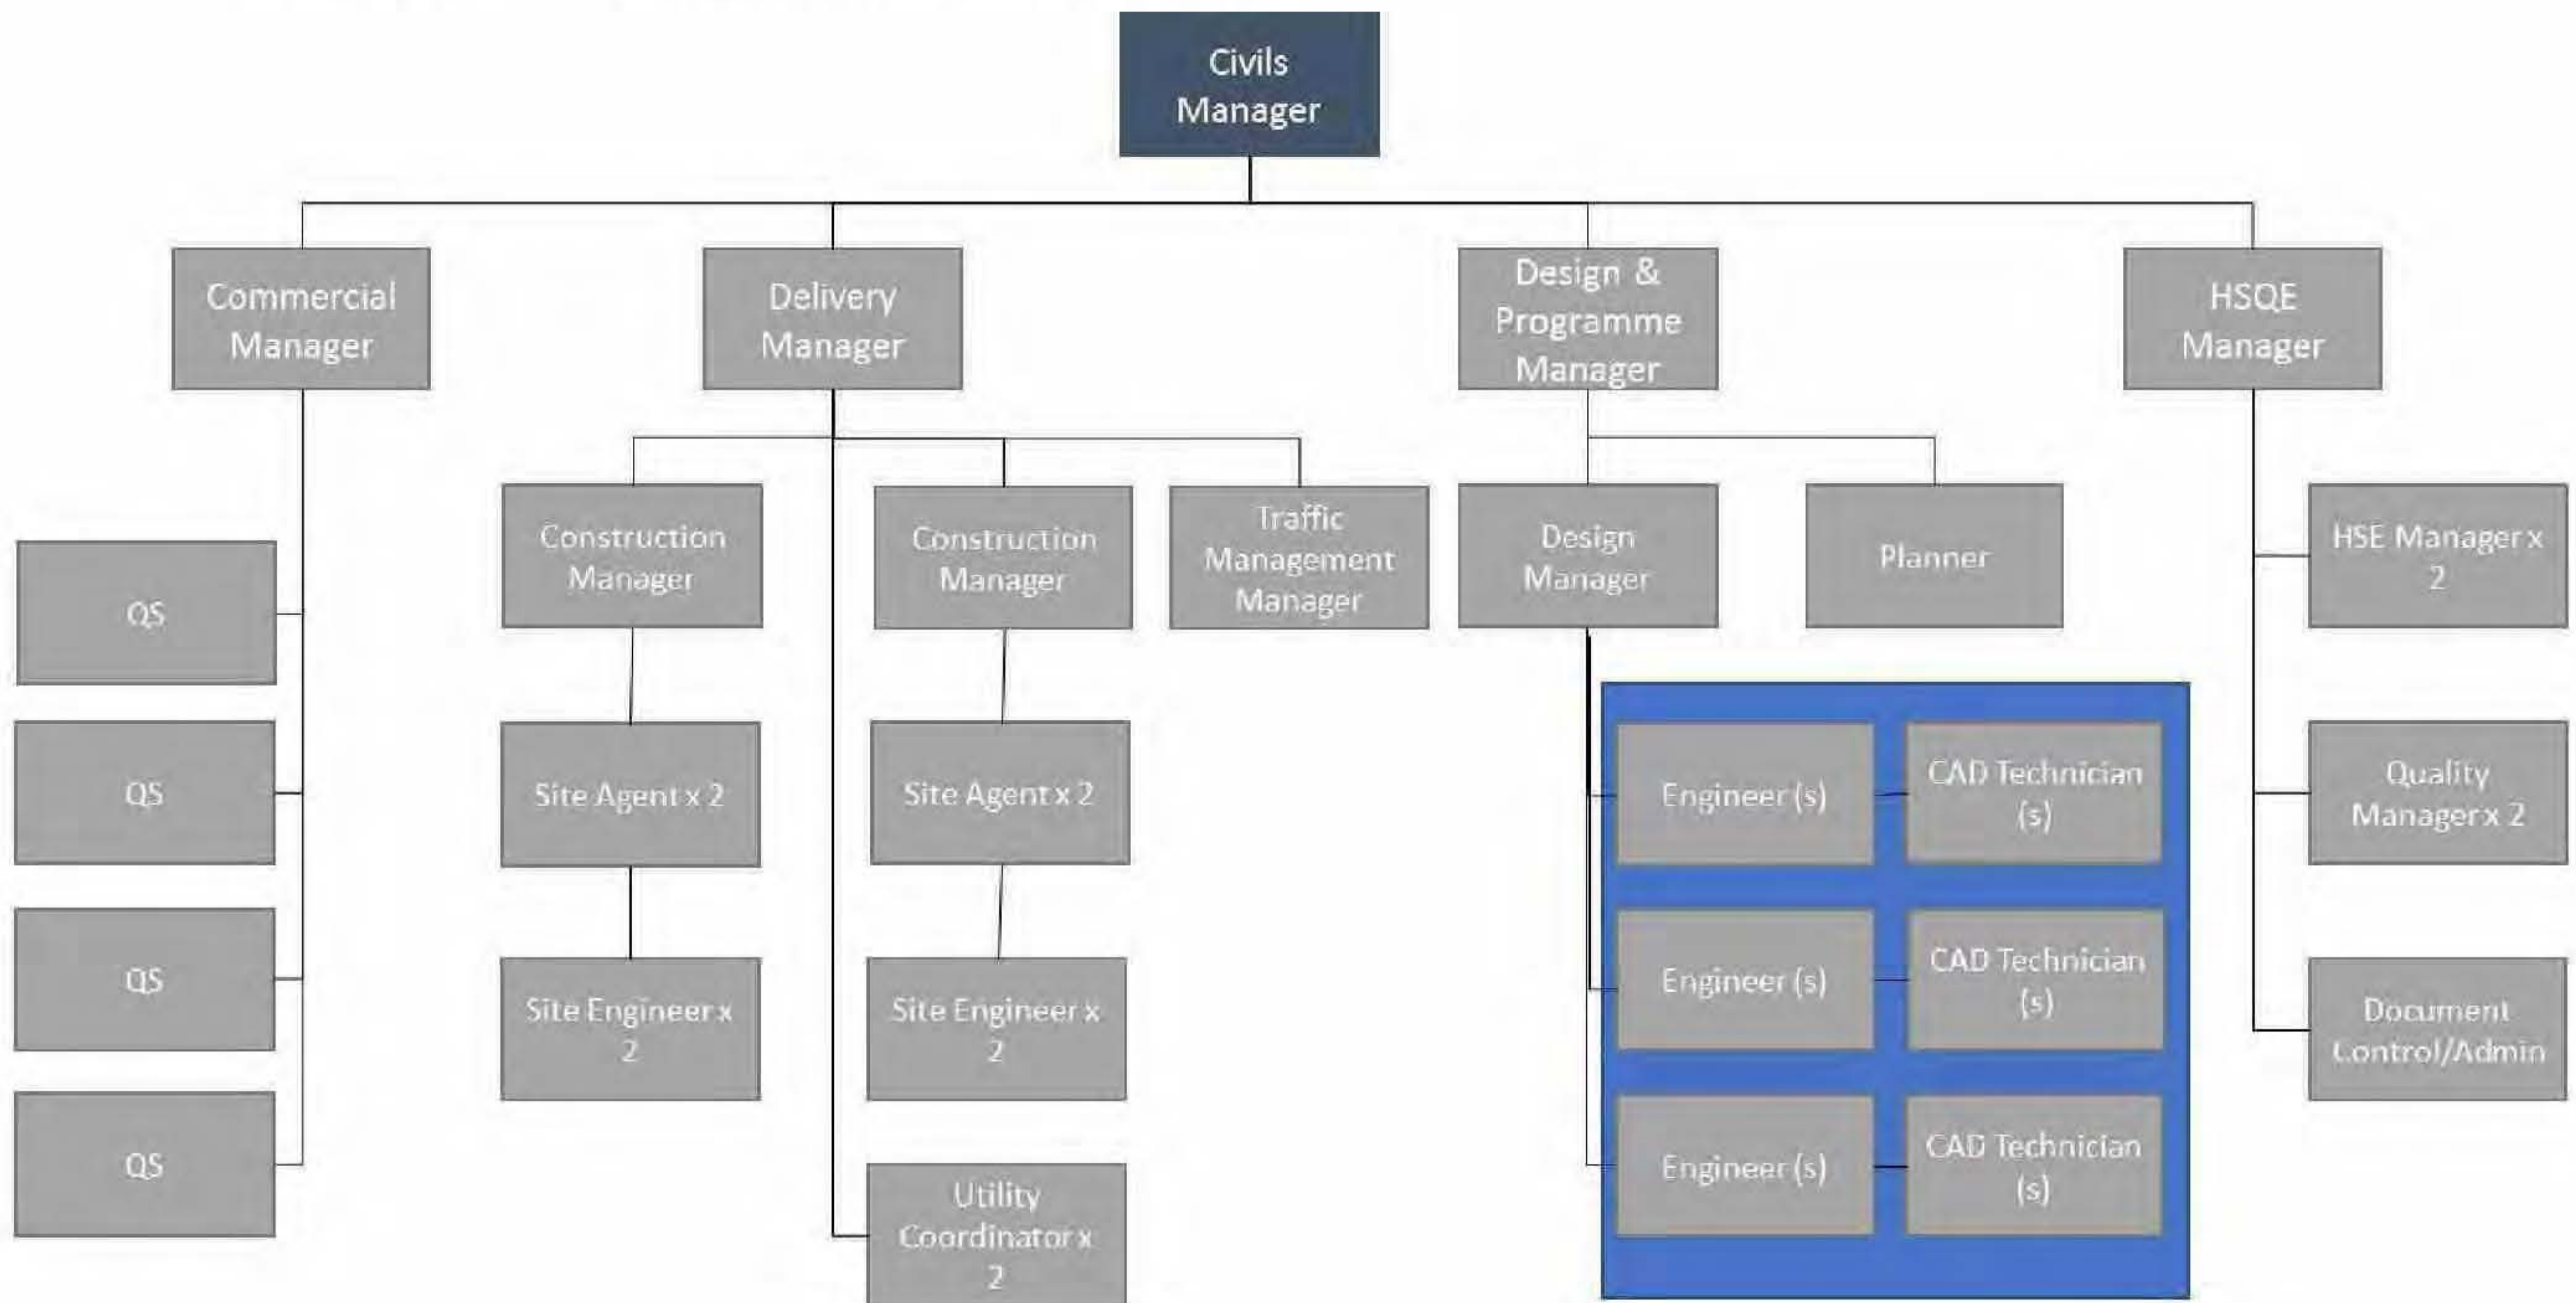 Civils
Manager
Commercial
Manager
Delivery
Manager
Design &
Programme
Manager
HSQE
Manager
Construction
Manager
Construction
Manager
Traffic
Management
Manager
Design
Manager
Planner
HSE Manager x
2
QS
QS
QS
QS
Site Agent x 2
Site Agent x 2
Site Engineer x
2
Site Engineer x
2
Utility
Coordinator x
2
Engineer (s)
CAD Technician
(s)
Engineer (s)
CAD Technician
(s)
Engineer (s)
CAD Technician
(s)
Quality
Manager x 2
Document
Control/Admin